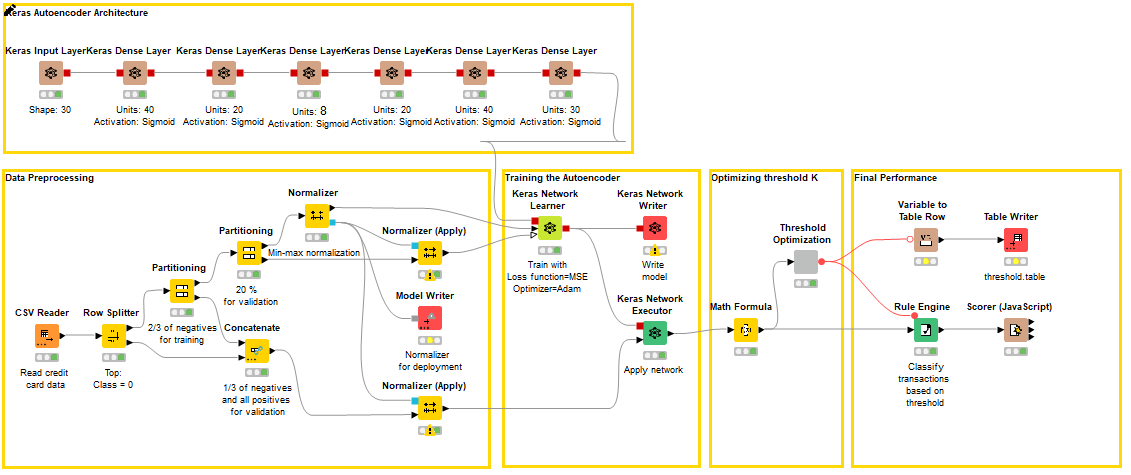 Keras Autoencoder Architecture
Keras Input Layer Keras Dense Layer Keras Dense Layer Keras Dense Layer Keras Dense Layer Keras Dense Layer Keras Dense Layer
Shape: 30 Units: 40 Units: 20 Units: 8 Units: 20 Units: 40 Units: 30
Activation: Sigmoid Activation: Sigmoid Activation: Sigmoid Activation: Sigmoid Activation: Sigmoid Activation: Sigmoid
Data Preprocessing
CSV Reader
Read credit
card data
Row Splitter
Top:
Class = 0
Partitioning
2/3 of negatives
for training
Partitioning
20 %
for validation
Concatenate
1/3 of negatives
and all positives
for validation
Normalizer
Min-max normalization
Normalizer (Apply)
Model Writer
Normalizer
for deployment
Normalizer (Apply)
Training the Autoencoder
Keras Network
Learner
Train with
Loss function=MSE
Optimizer=Adam
Keras Network
Writer
Write
model
Keras Network
Executor
Apply network
Optimizing threshold K
Math Formula
Threshold
Optimization
Final Performance
Variable to
Table Row
Table Writer
threshold.table
Rule Engine
Classify
transactions
based on
threshold
Scorer (JavaScript)